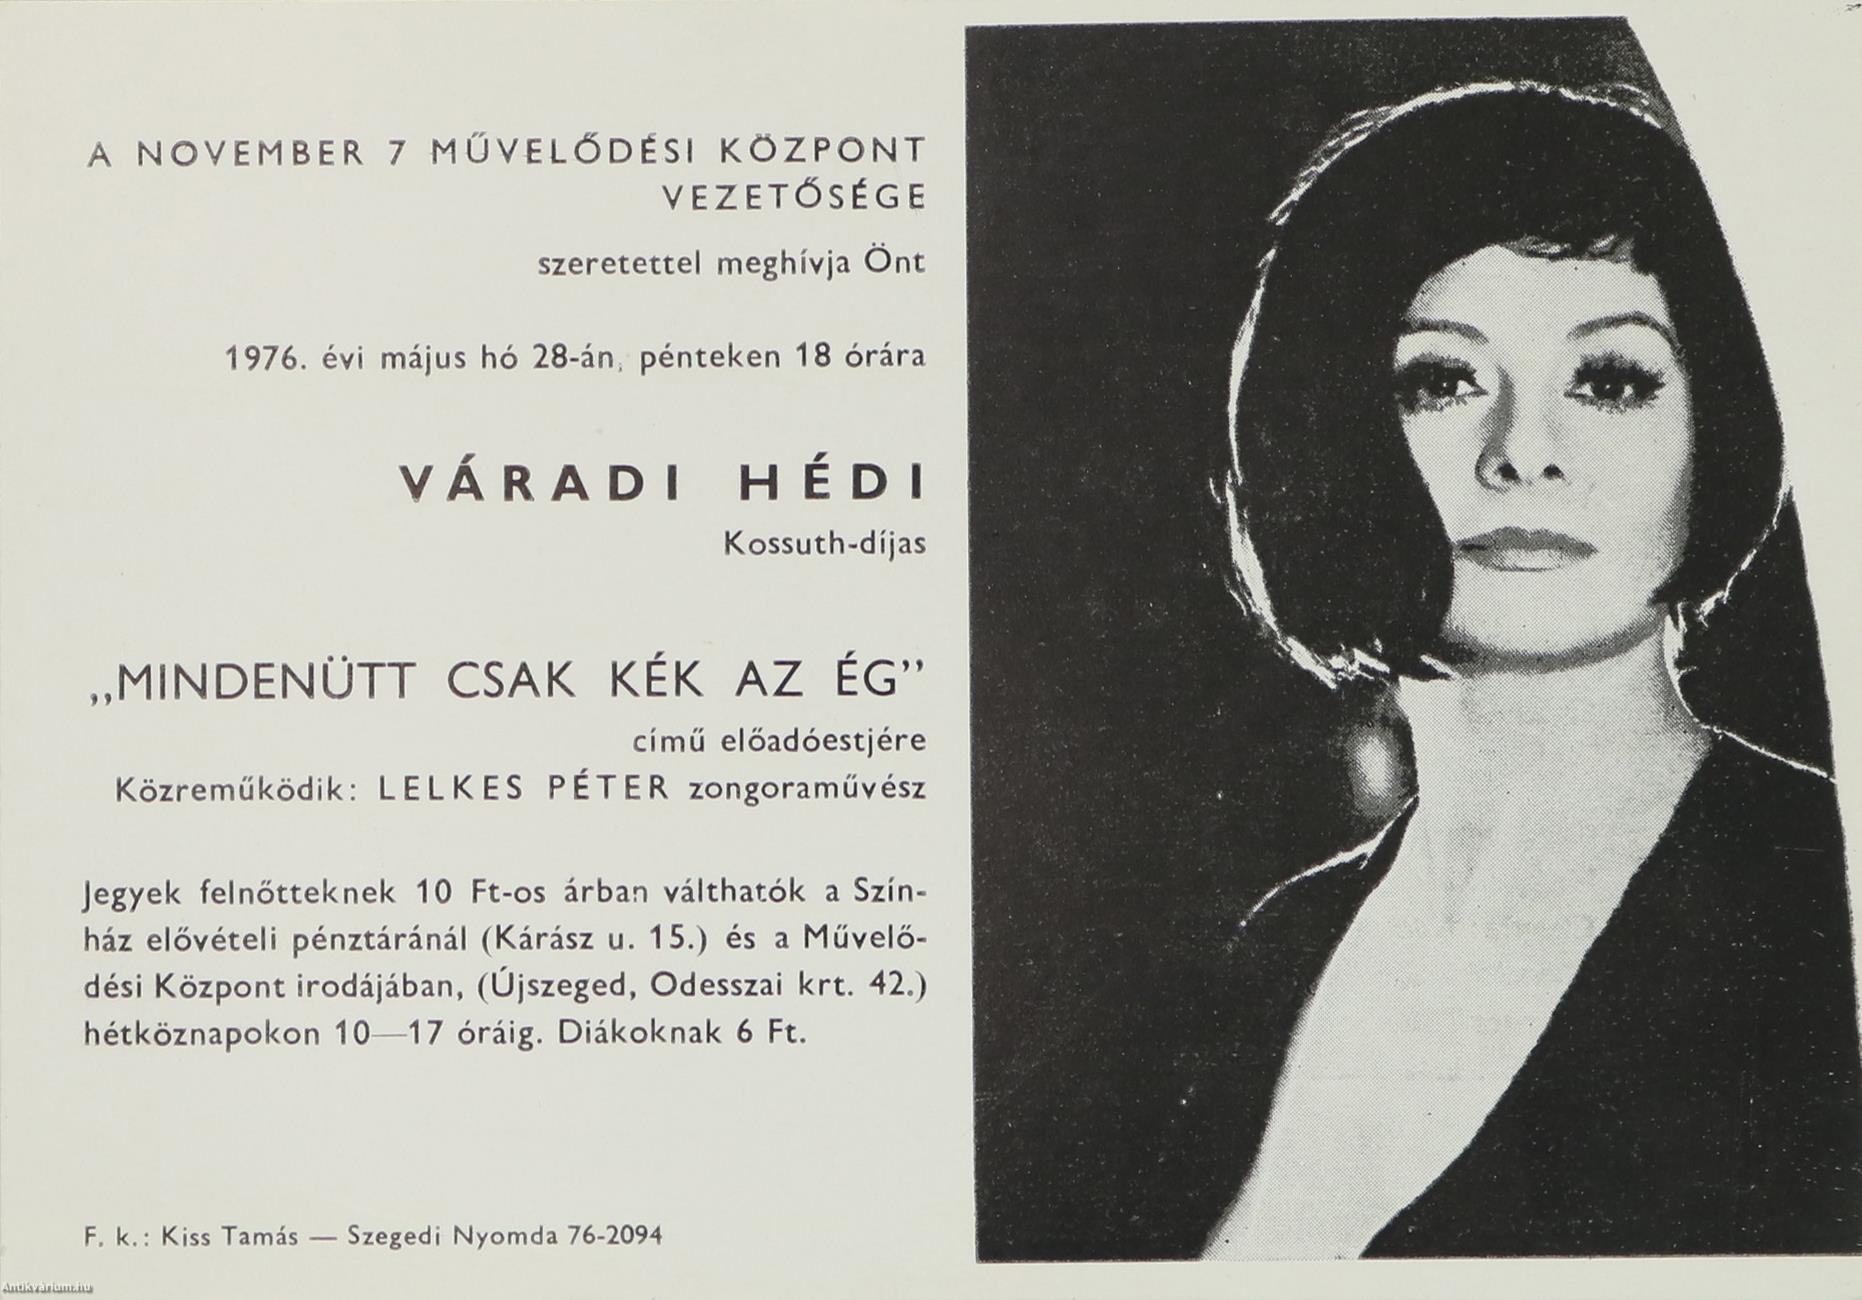 A NOVEMBER 7 MŰVELŐDÉSI KÖZPONT
VEZETŐSÉGE
szeretettel meghívja Önt
1976. évi május hó 28-án, pénteken 18 órára
VÁRADI HÉDI
Kossuth-díjas
„MINDENÜTT CSAK KÉK AZ ÉG”
című előadóestjére
Közreműködik: LELKES PÉTER zongoraművész
Jegyek felnőtteknek 10 Ft-os árban válthatók a Szín-
ház elővételi pénztáránál (Kárász u. 15.) és a Művelő-
dési Központ irodájában, (Újszeged, Odesszai krt. 42.)
hétköznapokon 10—17 óráig. Diákoknak 6 Ft.
F. k.: Kiss Tamás — Szegedi Nyomda 76-2094
Antikvárium.hu